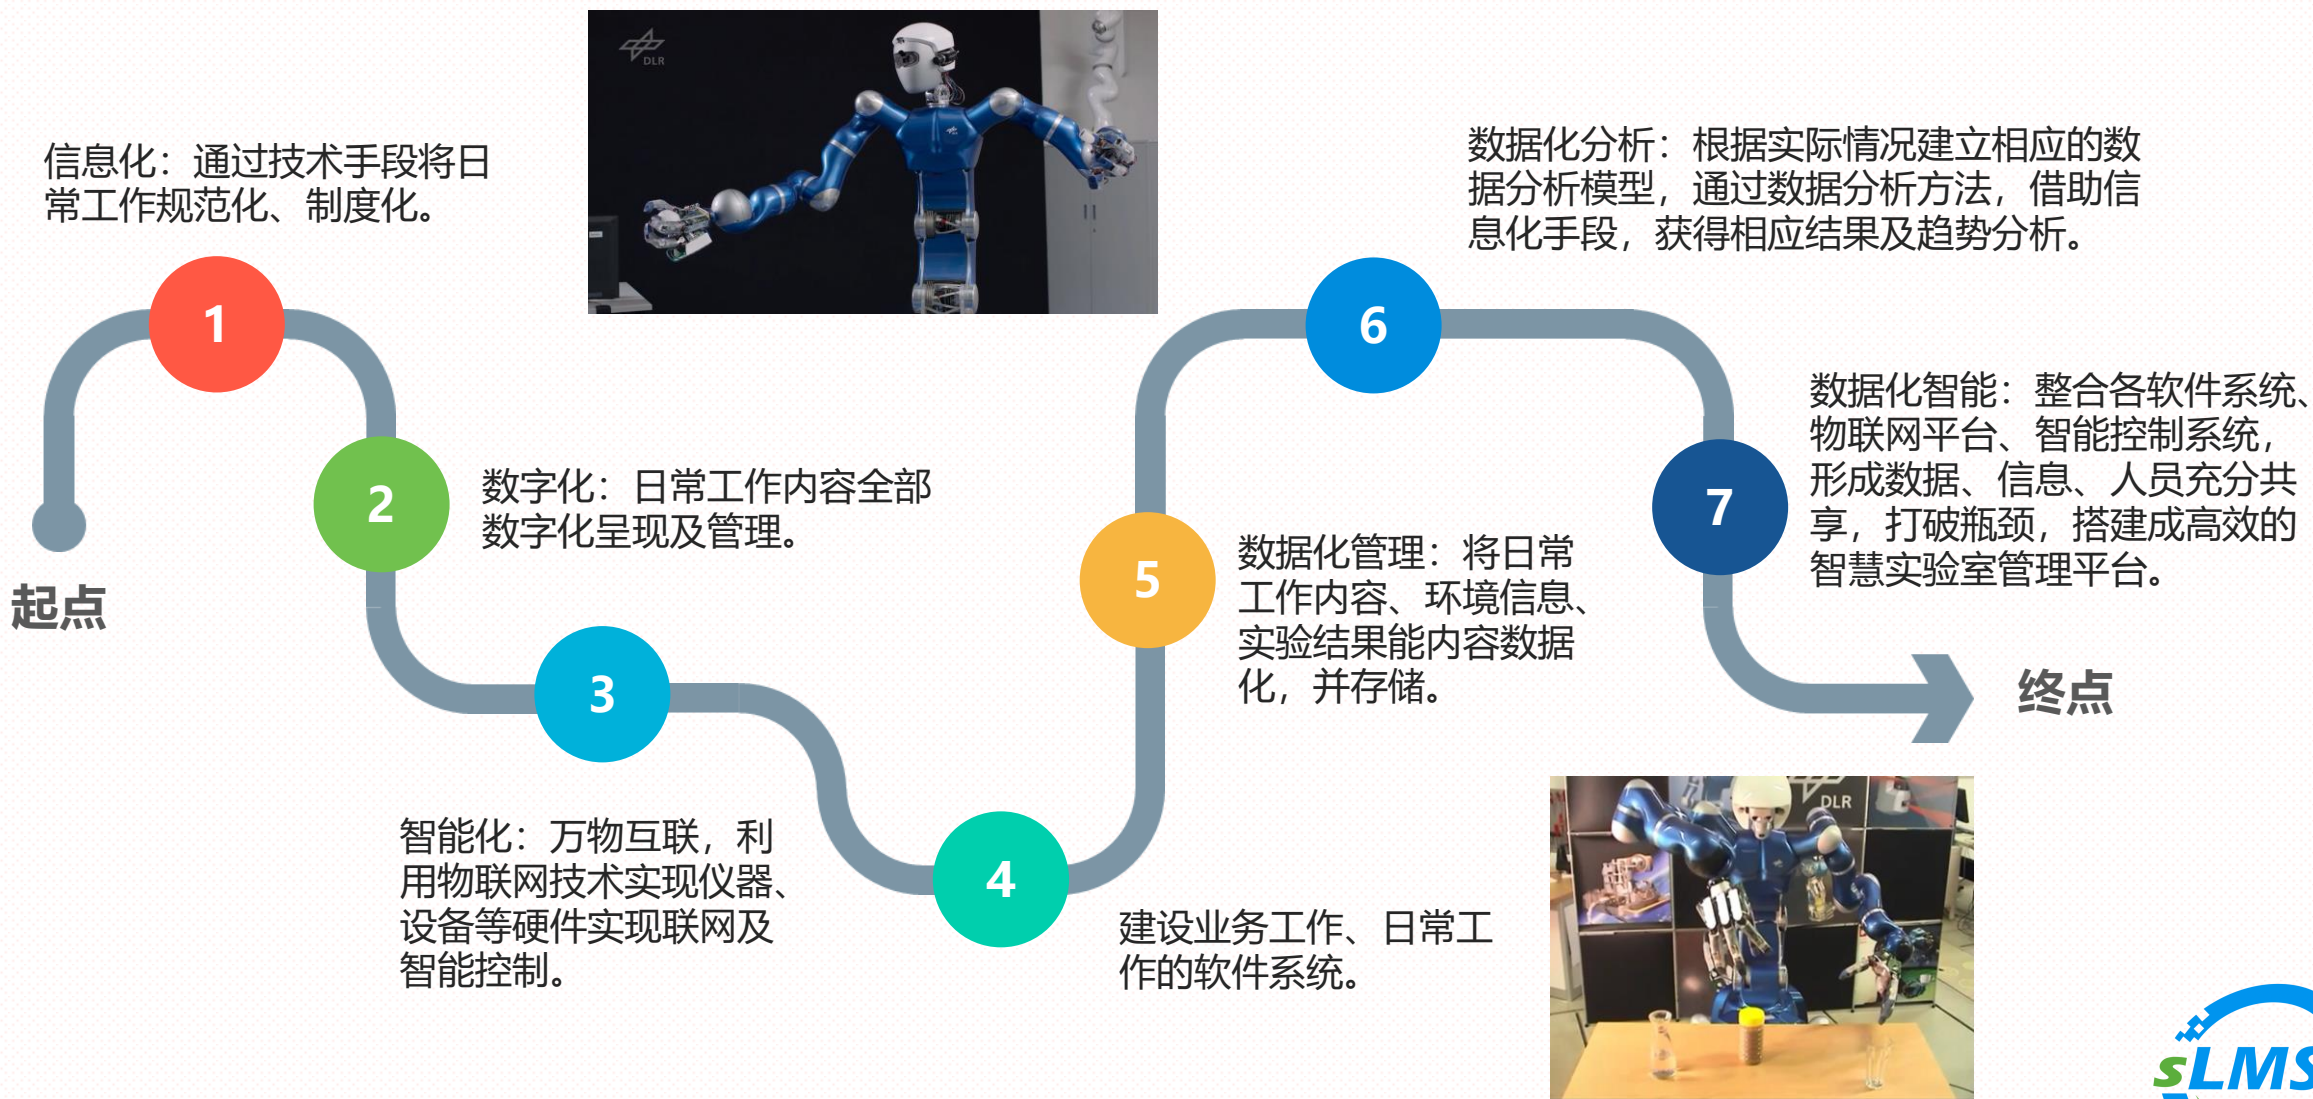 DLR
信息化：通过技术手段将日
常工作规范化、制度化。
1
起点
2
数字化：日常工作内容全部
数字化呈现及管理。
3
智能化：万物互联，利
用物联网技术实现仪器、
设备等硬件实现联网及
智能控制。
4
建设业务工作、日常工
作的软件系统。
5
数据化管理：将日常
工作内容、环境信息、
实验结果能内容数据
化，并存储。
6
数据化分析：根据实际情况建立相应的数
据分析模型，通过数据分析方法，借助信
息化手段，获得相应结果及趋势分析。
7
数据化智能：整合各软件系统、
物联网平台、智能控制系统，
形成数据、信息、人员充分共
享，打破瓶颈，搭建成高效的
智慧实验室管理平台。
终点
DLR
sLMS